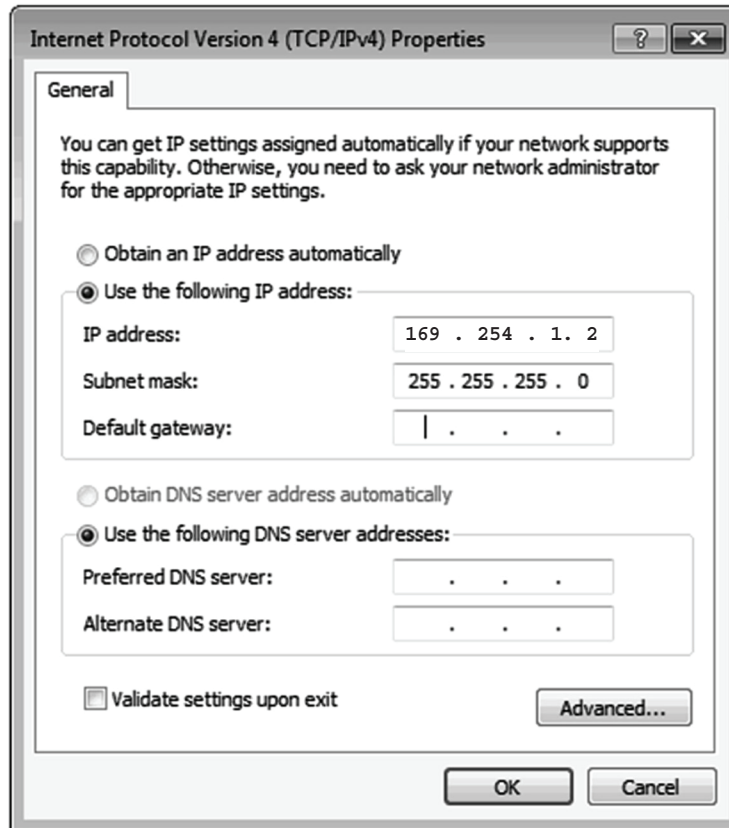 Internet Protocol Version 4 (TCP/IPv4) Properties
General
You can get IP settings assigned automatically if your network supports
this capability. Otherwise, you need to ask your network administrator
for the appropriate IP settings.
Obtain an IP address automatically
Use the following IP address:
IP address: 169 . 254 . 1. 2
Subnet mask: 255 . 255 . 255 . 0
Default gateway: . . .
Obtain DNS server address automatically
Use the following DNS server addresses:
Preferred DNS server: . . .
Alternate DNS server: . . .
Validate settings upon exit
Advanced...
OK Cancel